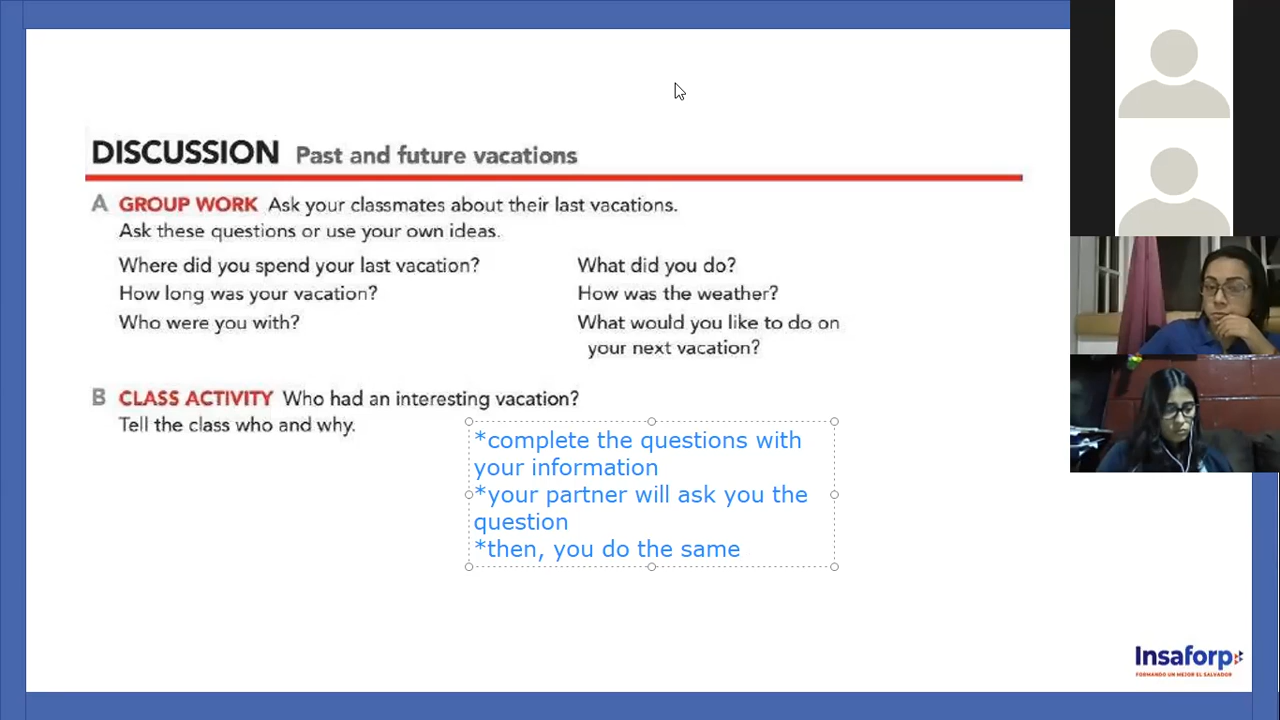 DISCUSSION Past and future vacations
A GROUP WORK Ask your classmates about their last vacations.
Ask these questions or use your own ideas.
Where did you spend your last vacation?
How long was your vacation?
Who were you with?
What did you do?
How was the weather?
What would you like to do on
your next vacation?
B CLASS ACTIVITY Who had an interesting vacation?
Tell the class who and why.
*complete the questions with
your information
*your partner will ask you the
question
*then, you do the same
Insaforp
FORMANDO UN MEJOR EL SALVADOR